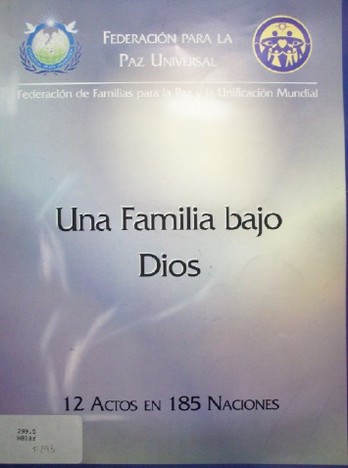 FEDERACIÓN PARA LA
PAZ UNIVERSAL
Federación de Familias para la Paz y la Unificación Mundial
Una Familia bajo
Dios
12 ACTOS EN 185 NACIONES